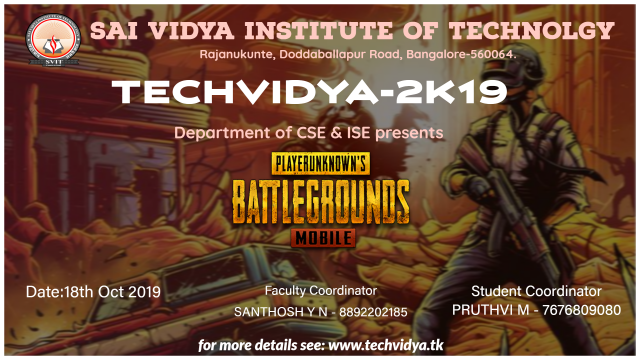 SAI VIDYA INSTITUTE OF TECHNOLGY
Rajanukunte, Doddaballapur Road, Bangalore-560064.
SVIT
TECHVIDYA-2K19
Department of CSE & ISE presents
PLAYERUNKNOWN'S
BATTLEGROUNDS
MOBILE
Date:18th Oct 2019
Faculty Coordinator
SANTHOSH Y N - 8892202185
Student Coordinator
PRUTHVI M - 7676809080
for more details see: www.techvidya.tk